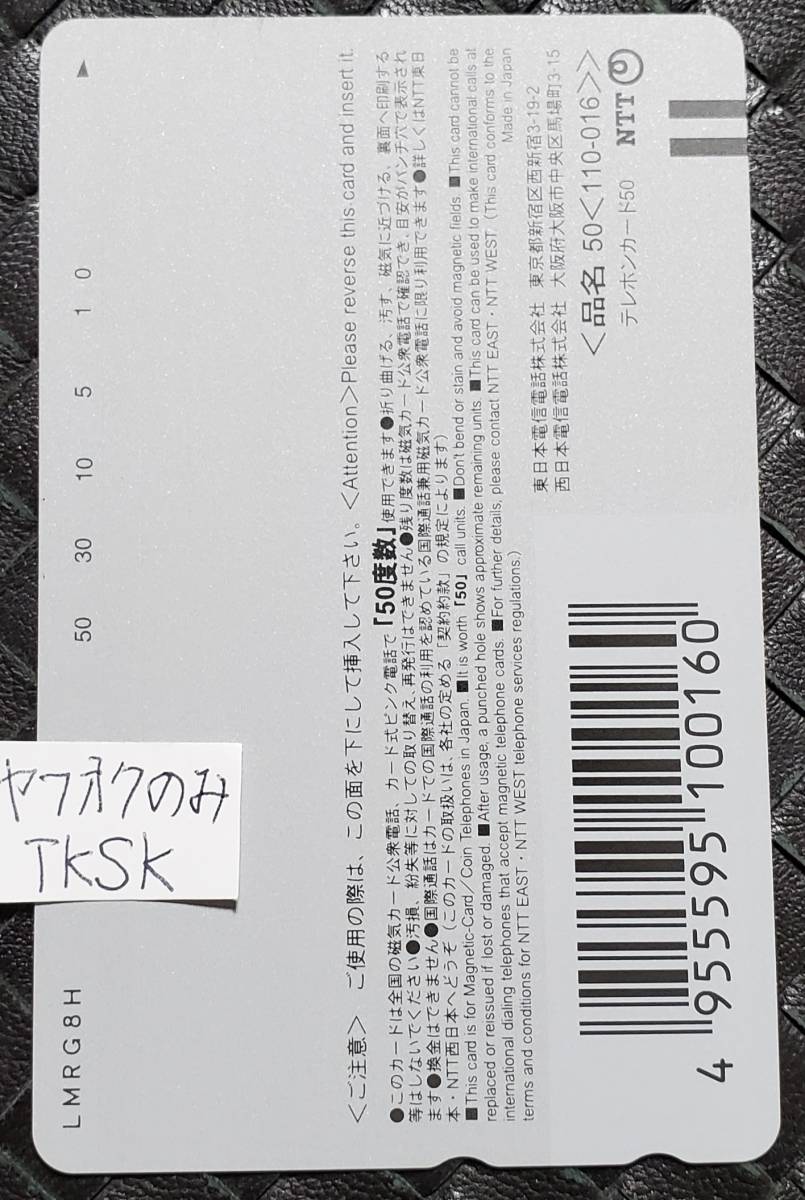 ヤフオクのみ
TKSK
LMRG8H
50 30 10 5 1 0
＜ご注意＞ ご使用の際は、この面を下にして挿入して下さい。＜Attention＞Please reverse this card and insert it.
●このカードは全国の磁気カード公衆電話、カード式ピンク電話で「50度数」使用できます●折り曲げる、汚す、磁気に近づける、裏面へ印刷する
等はしないでください●汚損、紛失等に対しての取り替え、再発行はできません●残り度数は磁気カード公衆電話で確認でき、目安がパンチ穴で表示され
ます●換金はできません●国際通話はカードでの国際通話の利用を認めている国際通話兼用磁気カード公衆電話に限り利用できます●詳しくはNTT東日
本・NTT西日本へどうぞ（このカードの取扱いは、各社の定める「契約約款」の規定によります）
■This card is for Magnetic-Card／Coin Telephones in Japan. ■It is worth「50」call units. ■Don't bend or stain and avoid magnetic fields. ■This card cannot be
replaced or reissued if lost or damaged. ■After usage, a punched hole shows approximate remaining units. ■This card can be used to make international calls at
international dialing telephones that accept magnetic telephone cards. ■For further details, please contact NTT EAST・NTT WEST (This card conforms to the
terms and conditions for NTT EAST・NTT WEST telephone services regulations.)
Made in Japan
東日本電信電話株式会社 東京都新宿区西新宿3-19-2
西日本電信電話株式会社 大阪府大阪市中央区馬場町3-15
＜品名 50＜110-016＞＞
テレホンカード50 NTT
4 955595 100160